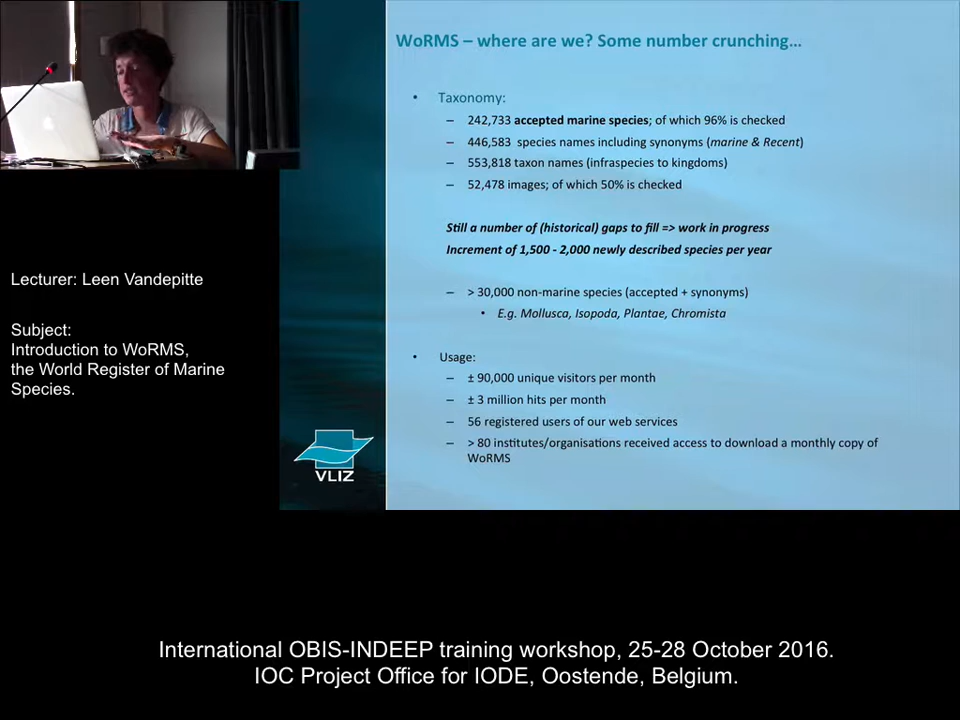 WoRMS – where are we? Some number crunching…
• Taxonomy:
– 242,733 accepted marine species; of which 96% is checked
– 446,583 species names including synonyms (marine & Recent)
– 553,818 taxon names (infraspecies to kingdoms)
– 52,478 images; of which 50% is checked
Still a number of (historical) gaps to fill => work in progress
Increment of 1,500 - 2,000 newly described species per year
– > 30,000 non-marine species (accepted + synonyms)
• E.g. Mollusca, Isopoda, Plantae, Chromista
• Usage:
– ± 90,000 unique visitors per month
– ± 3 million hits per month
– 56 registered users of our web services
– > 80 institutes/organisations received access to download a monthly copy of
WoRMS
Lecturer: Leen Vandepitte
Subject:
Introduction to WoRMS,
the World Register of Marine
Species.
VLIZ
International OBIS-INDEEP training workshop, 25-28 October 2016.
IOC Project Office for IODE, Oostende, Belgium.